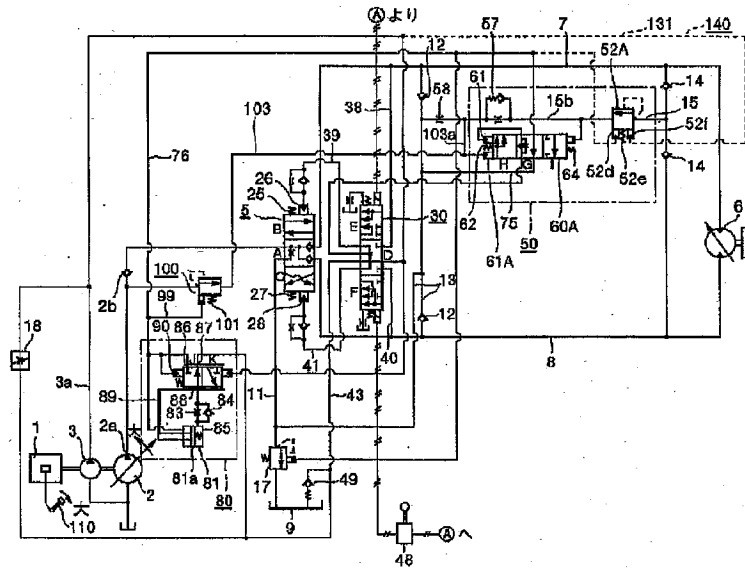 Ⓐより
131
140
12
7
57
52A
14
61
58
15b
15
38
103a
103
39
52f
52d
52e
14
26
25
5
B
E
30
H
G
I
64
62
61A
75
60A
50
6
76
A
D
C
F
13
12
2b
100
99
101
27
28
18
86
87
K
90
88
41
40
8
3a
89
83
84
11
43
85
大
1
3
2a
81a
81
2
80
17
49
9
大
110
48
Ⓐへ